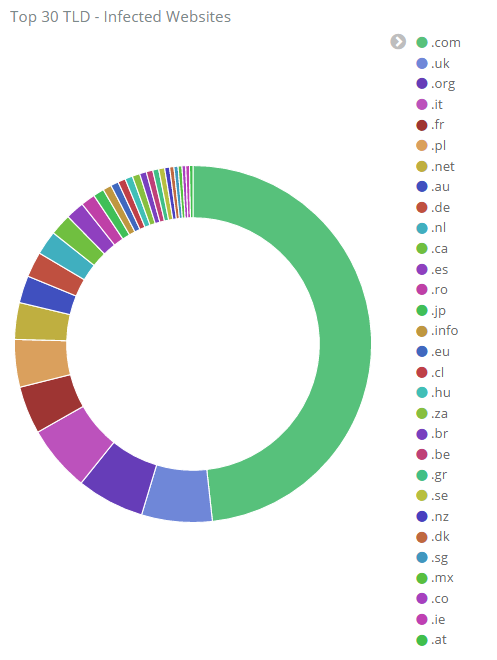 Top 30 TLD - Infected Websites
.com
.uk
.org
.it
.fr
.pl
.net
.au
.de
.nl
.ca
.es
.ro
.jp
.info
.eu
.cl
.hu
.za
.br
.be
.gr
.se
.nz
.dk
.sg
.mx
.co
.ie
.at